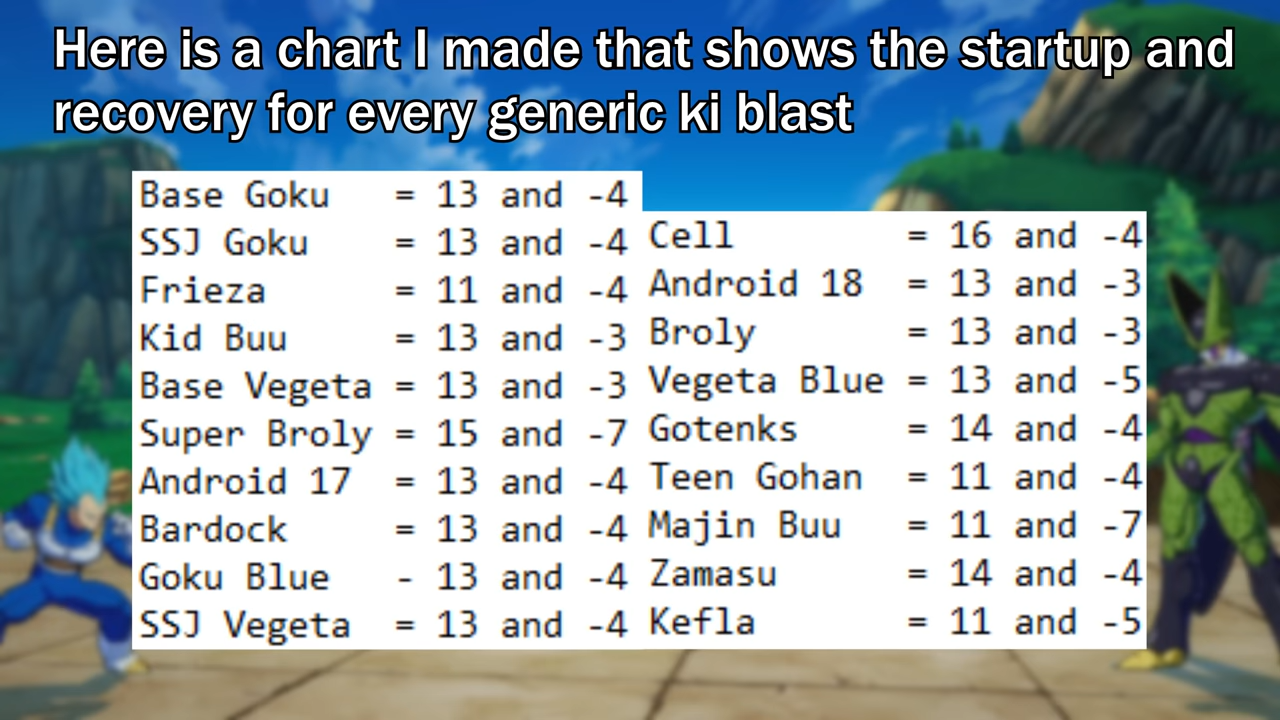 Here is a chart I made that shows the startup and
recovery for every generic ki blast
Base Goku = 13 and -4
SSJ Goku = 13 and -4
Frieza = 11 and -4
Kid Buu = 13 and -3
Base Vegeta = 13 and -3
Super Broly = 15 and -7
Android 17 = 13 and -4
Bardock = 13 and -4
Goku Blue - 13 and -4
SSJ Vegeta = 13 and -4
Cell = 16 and -4
Android 18 = 13 and -3
Broly = 13 and -3
Vegeta Blue = 13 and -5
Gotenks = 14 and -4
Teen Gohan = 11 and -4
Majin Buu = 11 and -7
Zamasu = 14 and -4
Kefla = 11 and -5